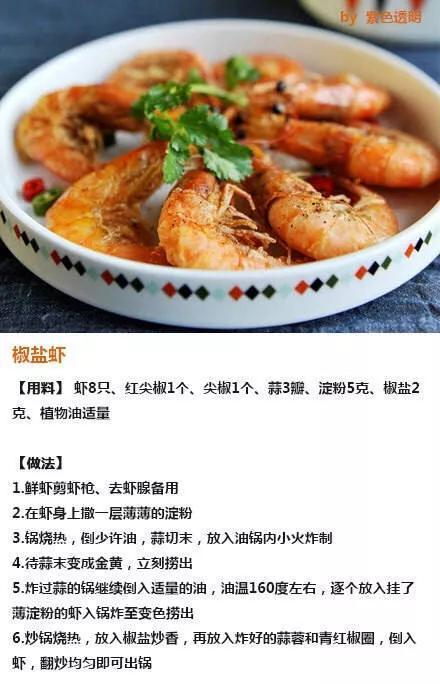 by 紫色透明
椒盐虾
【用料】 虾8只、红尖椒1个、尖椒1个、蒜3瓣、淀粉5克、椒盐2
克、植物油适量
【做法】
1.鲜虾剪虾枪、去虾腺备用
2.在虾身上撒一层薄薄的淀粉
3.锅烧热，倒少许油，蒜切末，放入油锅内小火炸制
4.待蒜末变成金黄，立刻捞出
5.炸过蒜的锅继续倒入适量的油，油温160度左右，逐个放入挂了
薄淀粉的虾入锅炸至变色捞出
6.炒锅烧热，放入椒盐炒香，再放入炸好的蒜蓉和青红椒圈，倒入
虾，翻炒均匀即可出锅